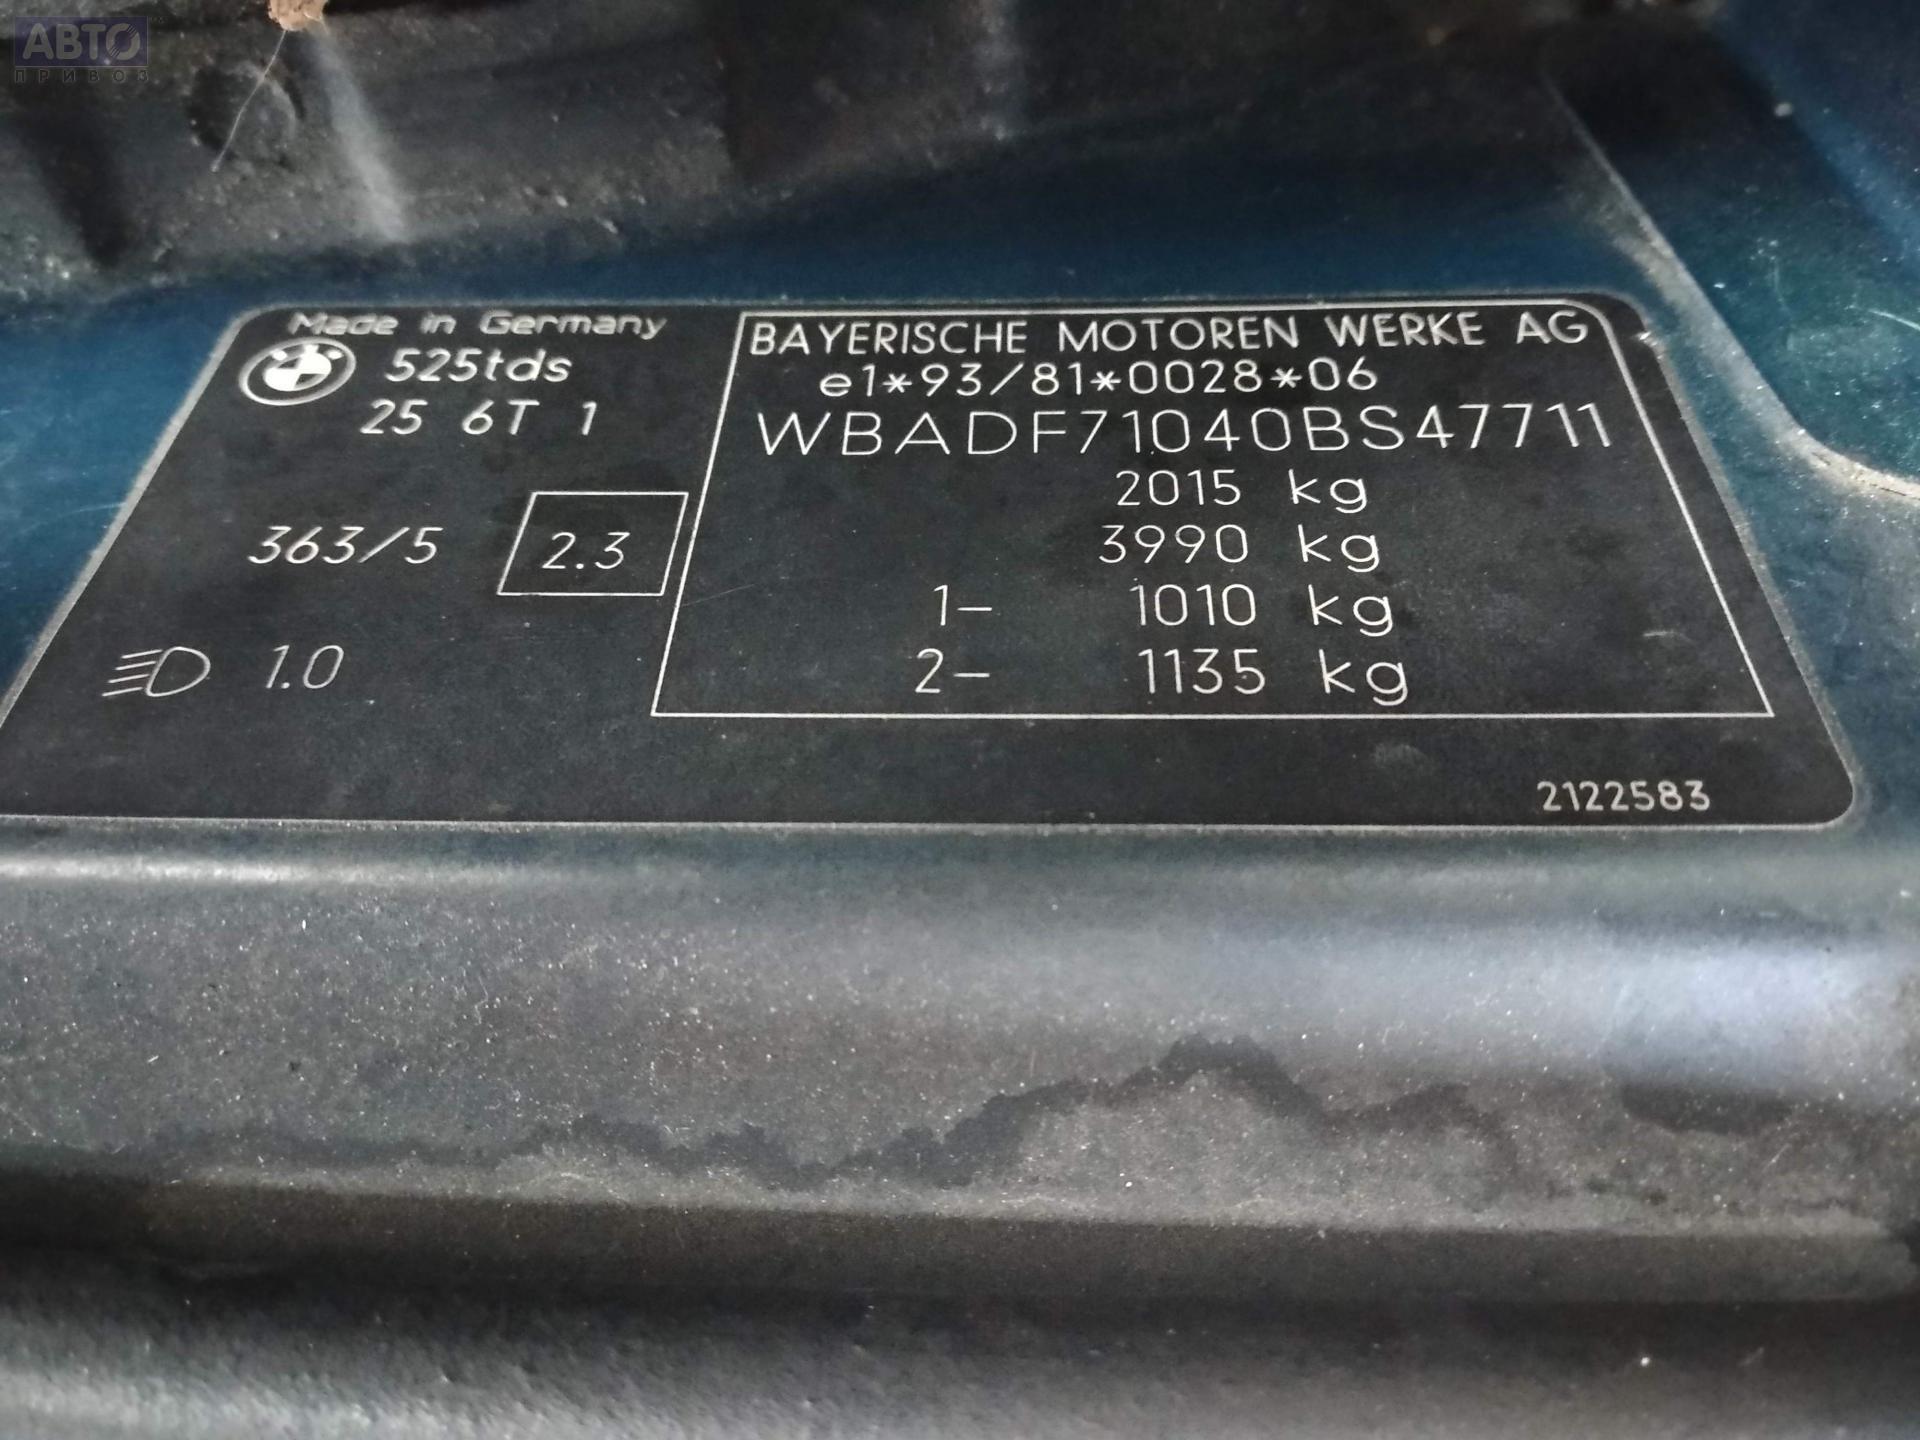 АВТО
ПРИВОЗ
Made in Germany
525tds
25 6T 1
363/5
2.3
1.0
BAYERISCHE MOTOREN WERKE AG
e1*93/81*0028*06
WBADF71040BS47711
2015 kg
3990 kg
1- 1010 kg
2- 1135 kg
2122583